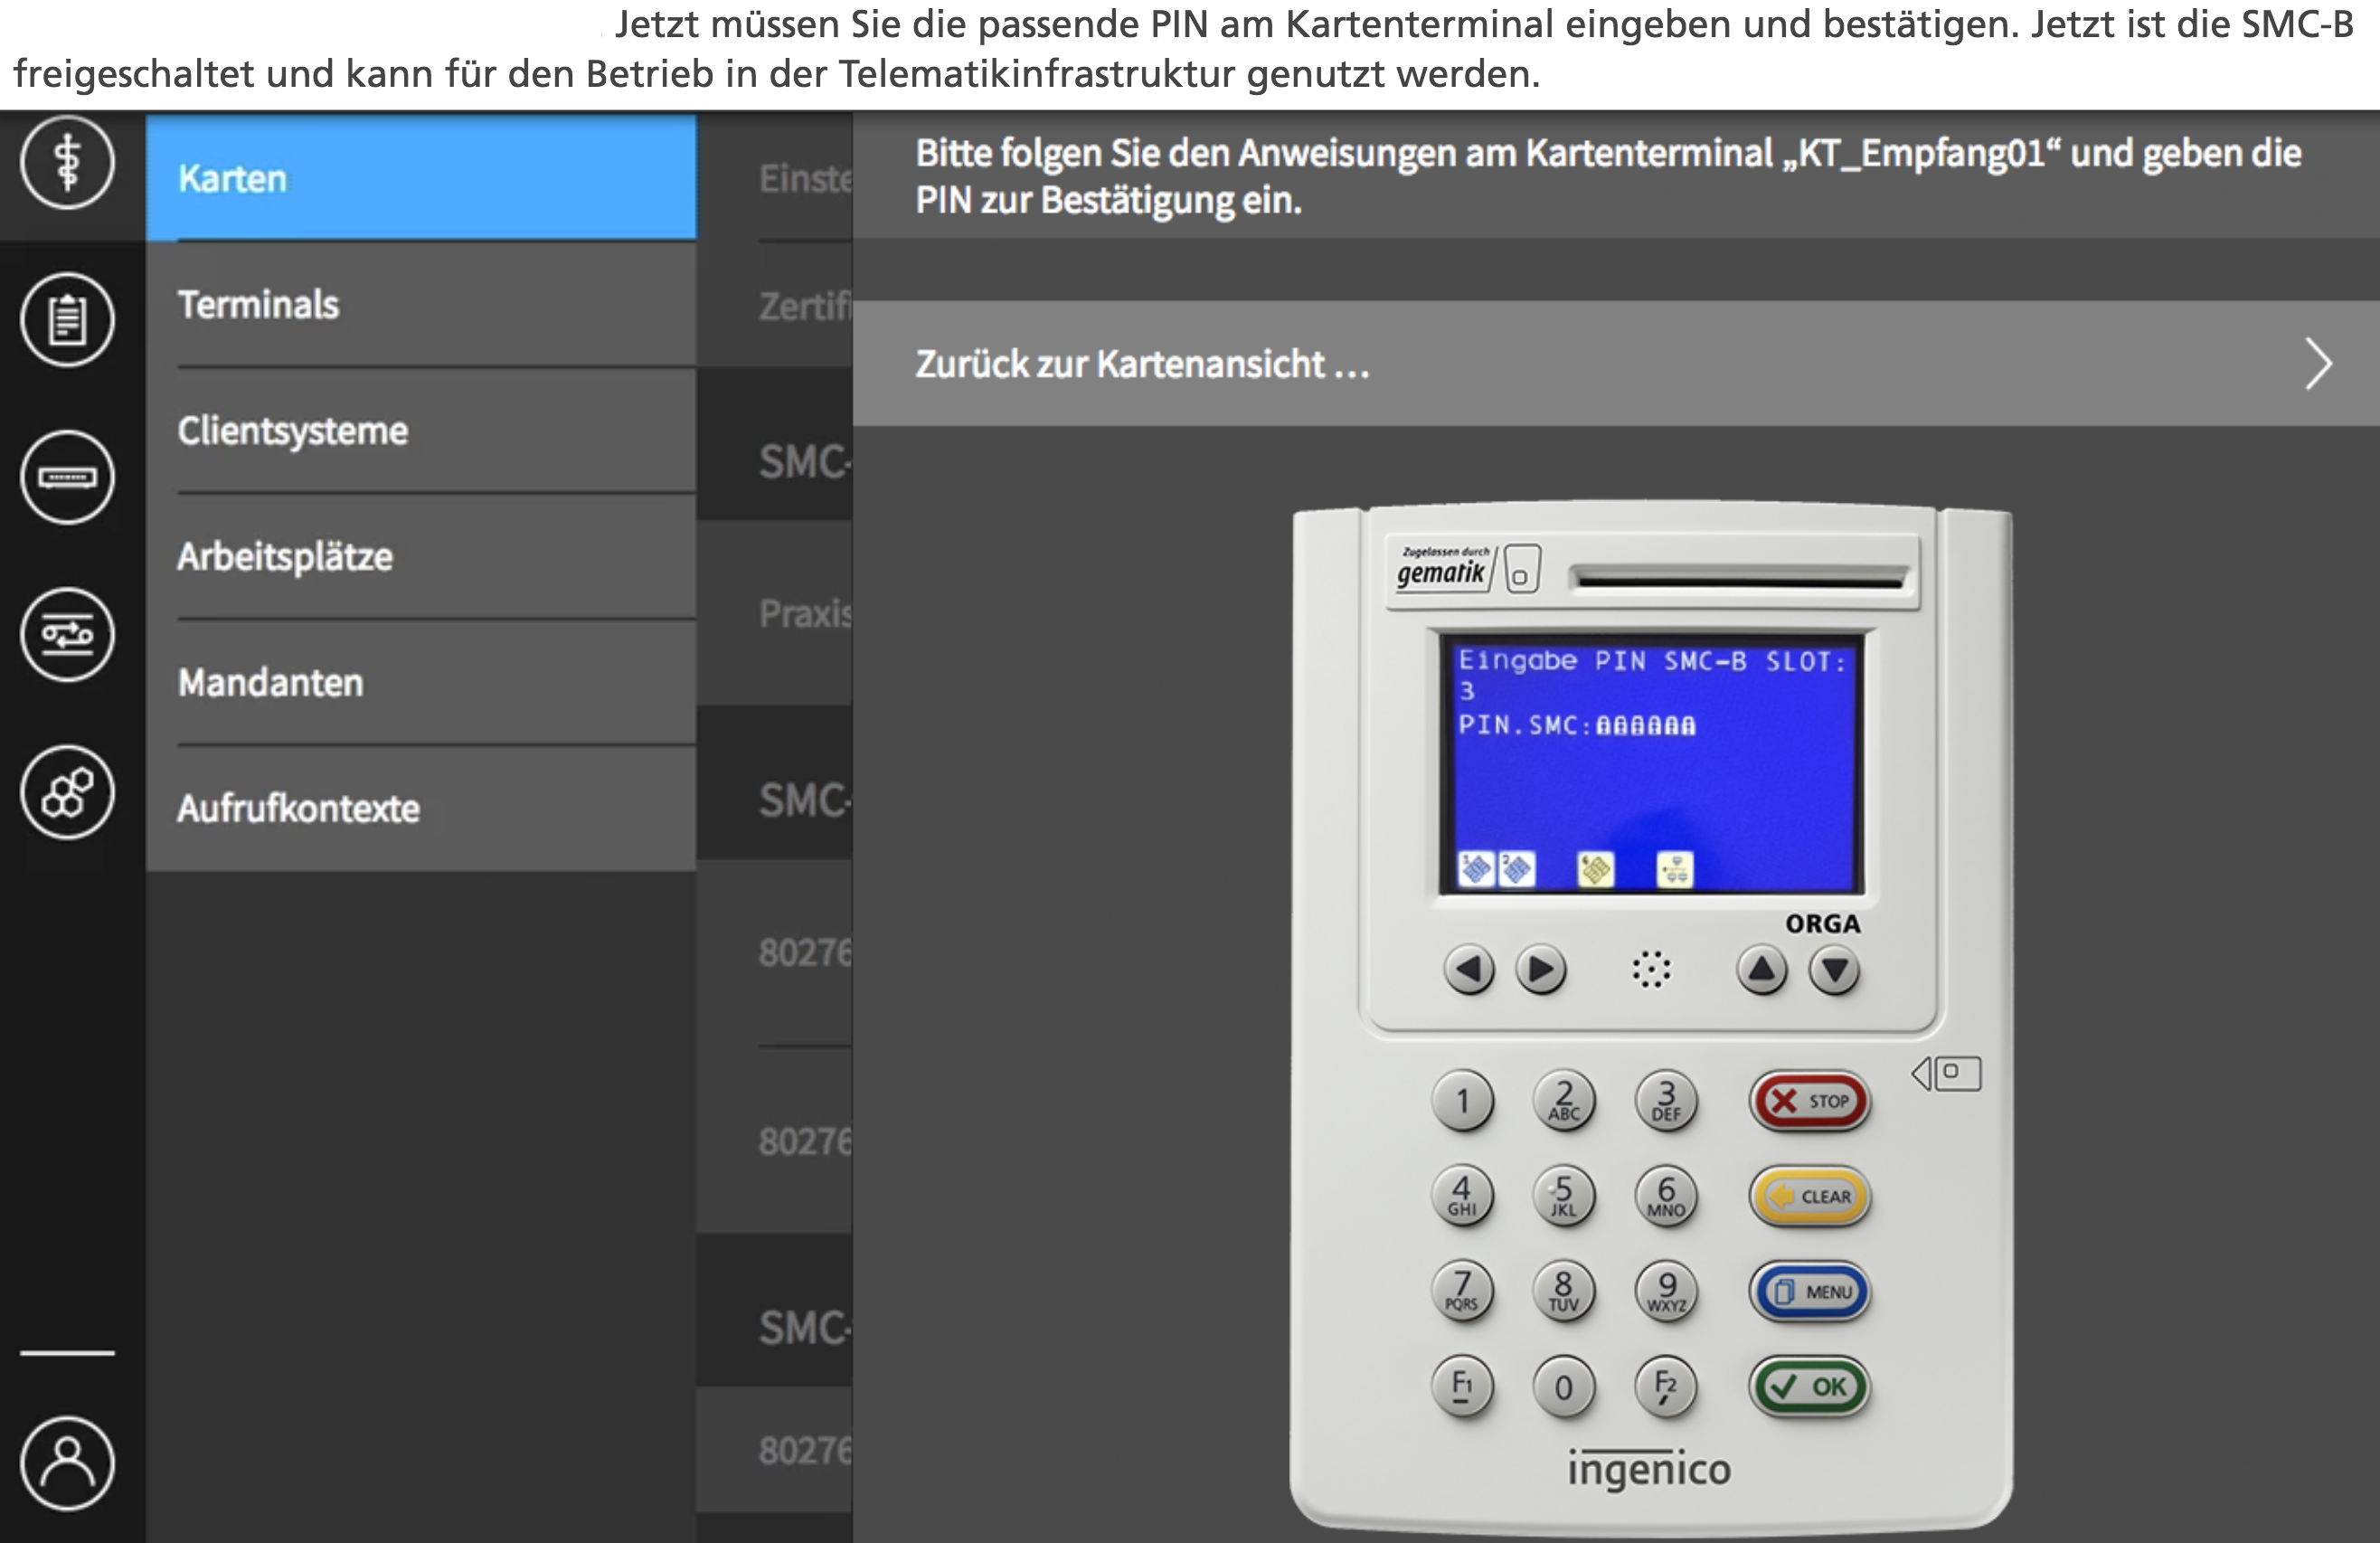 Jetzt müssen Sie die passende PIN am Kartenterminal eingeben und bestätigen. Jetzt ist die SMC-B
freigeschaltet und kann für den Betrieb in der Telematikinfrastruktur genutzt werden.
Karten
Terminals
Clientsysteme
Arbeitsplätze
Mandanten
Aufrufkontexte
Einste
Zertifi
SMC-
Praxis
SMC-
80276
80276
SMC-
80276
Bitte folgen Sie den Anweisungen am Kartenterminal „KT_Empfang01“ und geben die
PIN zur Bestätigung ein.
Zurück zur Kartenansicht ...
Zugelassen durch
gematik
Eingabe PIN SMC-B SLOT:
3
PIN.SMC:
1 2 6
ORGA
1 2 ABC 3 DEF STOP
4 GHI 5 JKL 6 MNO CLEAR
7 PQRS 8 TUV 9 WXYZ MENU
F1 0 F2 OK
ingenico